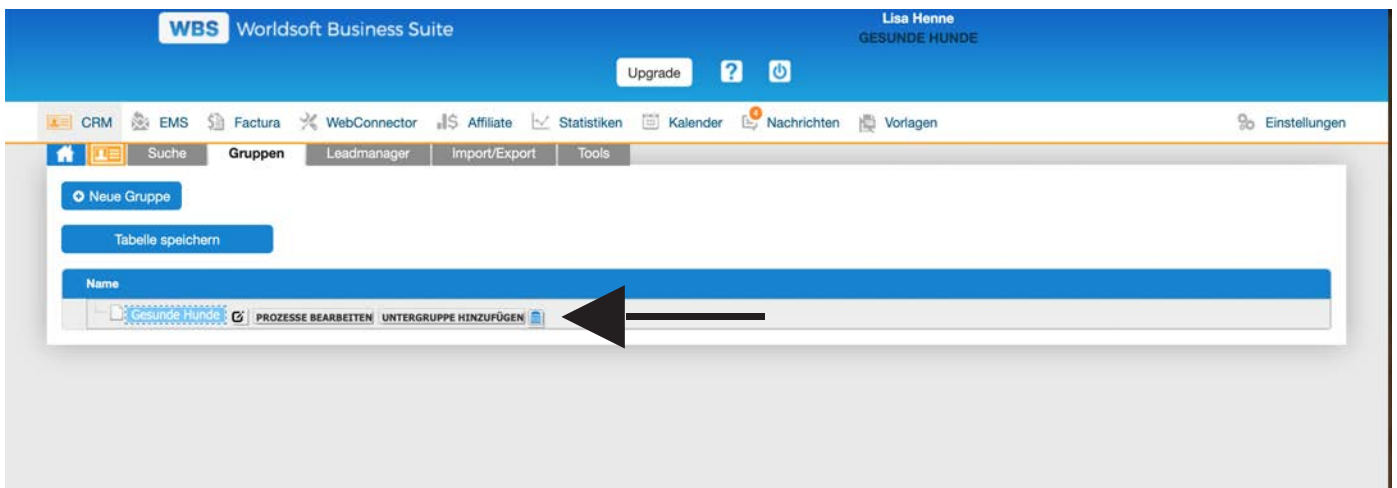 WBS Worldsoft Business Suite
Lisa Henne
GESUNDE HUNDE
Upgrade ?
CRM EMS Factura WebConnector Affiliate Statistiken Kalender 4 Nachrichten Vorlagen Einstellungen
Suche Gruppen Leadmanager Import/Export Tools
Neue Gruppe
Tabelle speichern
Name
Gesunde Hunde PROZESSE BEARBEITEN UNTERGRUPPE HINZUFÜGEN